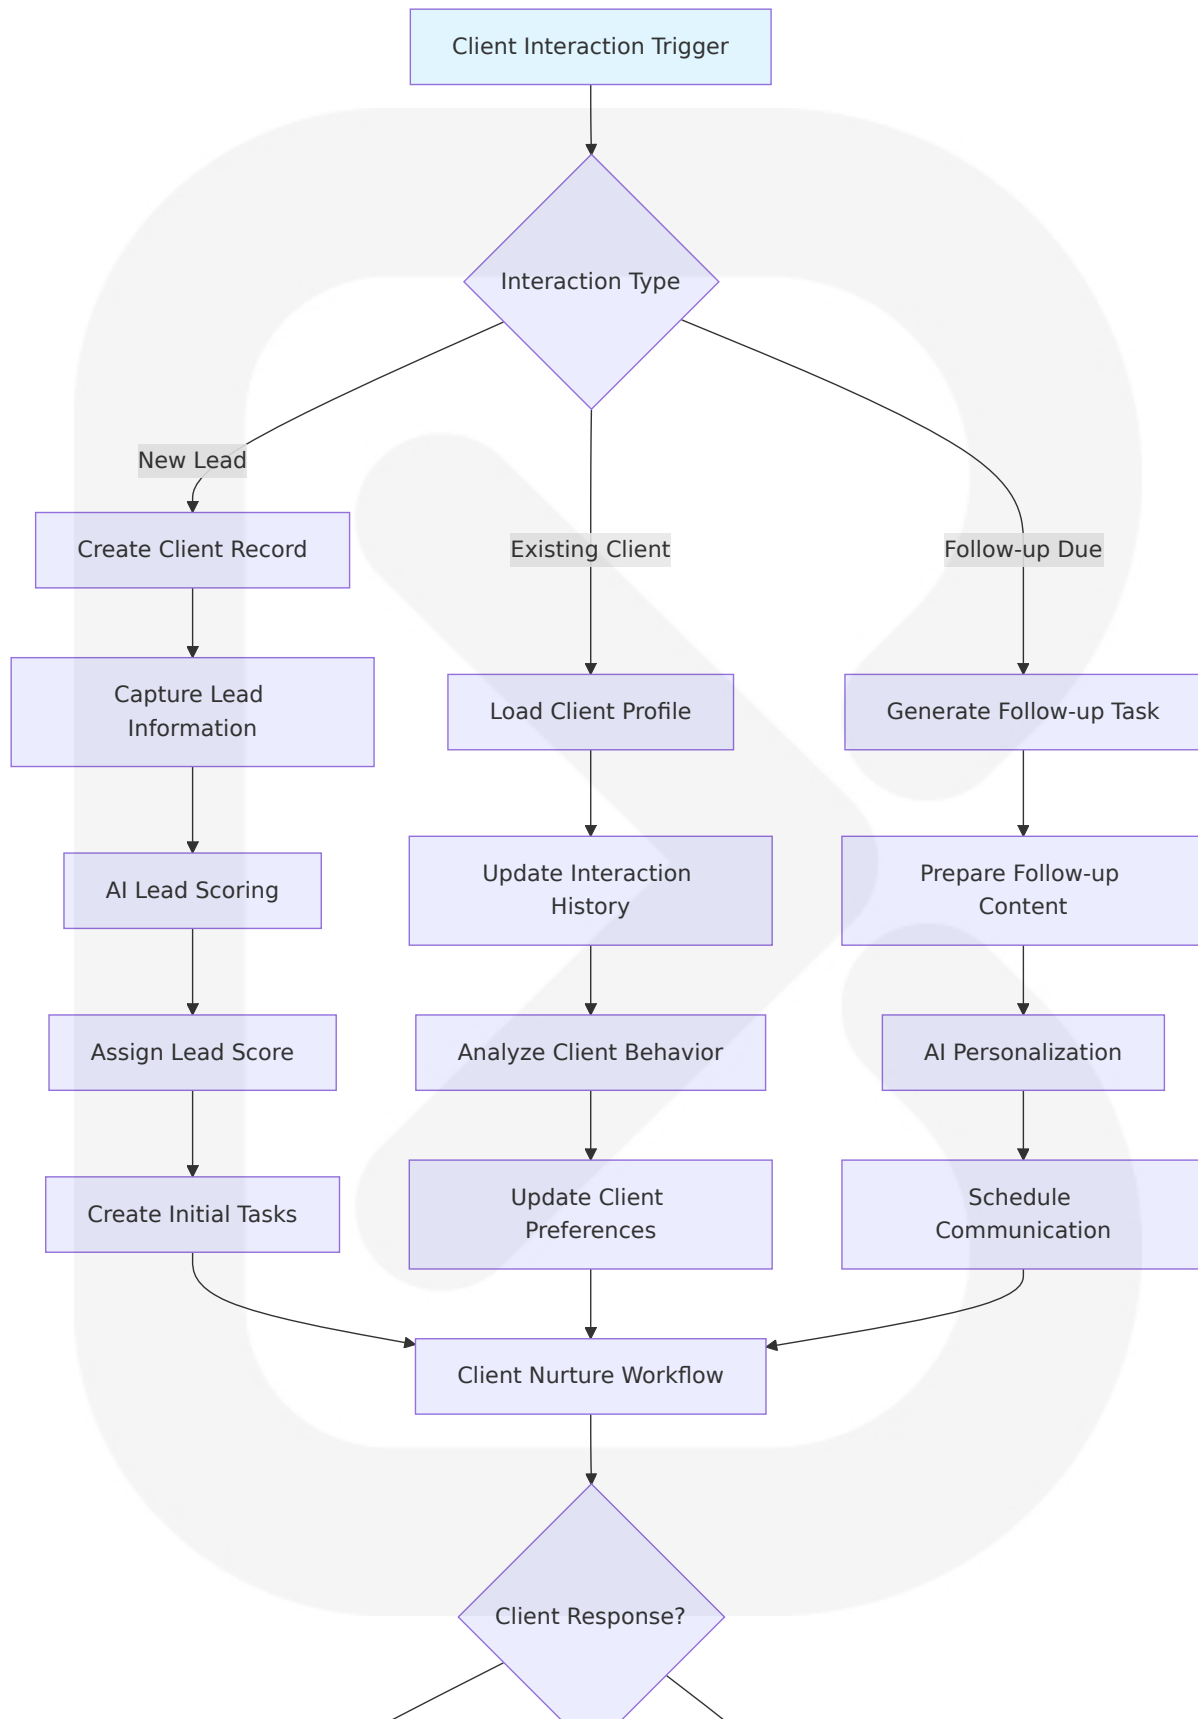 Client Interaction Trigger
Interaction Type
New Lead
Existing Client
Follow-up Due
Create Client Record
Capture Lead
Information
AI Lead Scoring
Assign Lead Score
Create Initial Tasks
Load Client Profile
Update Interaction
History
Analyze Client Behavior
Update Client
Preferences
Generate Follow-up Task
Prepare Follow-up
Content
AI Personalization
Schedule
Communication
Client Nurture Workflow
Client Response?